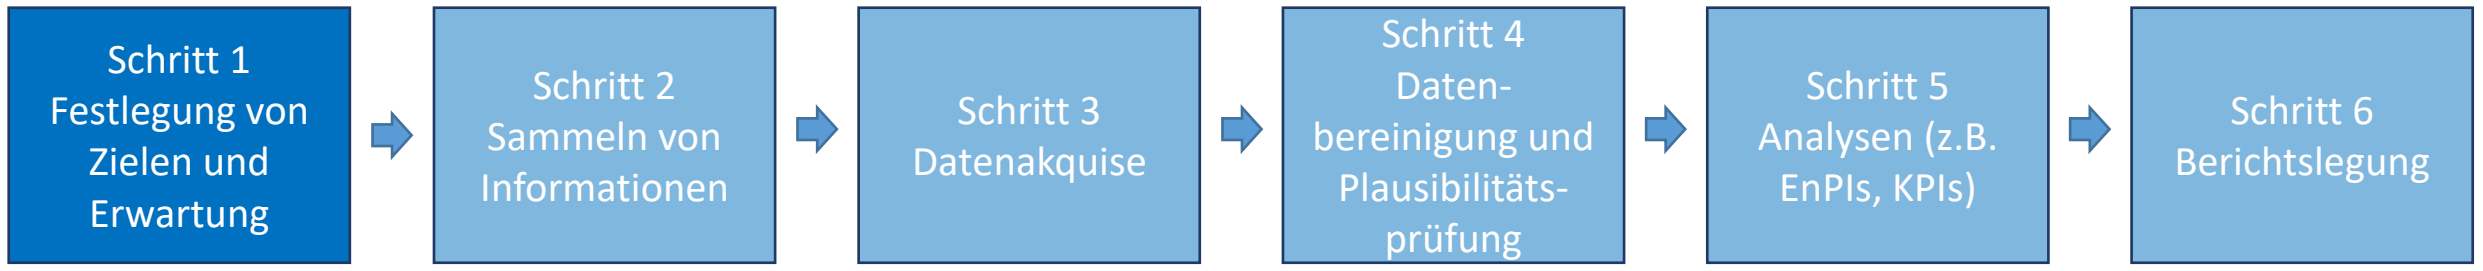 Schritt 1
Festlegung von
Zielen und
Erwartung
Schritt 2
Sammeln von
Informationen
Schritt 3
Datenakquise
Schritt 4
Daten-
bereinigung und
Plausibilitäts-
prüfung
Schritt 5
Analysen (z.B.
EnPIs, KPIs)
Schritt 6
Berichtslegung